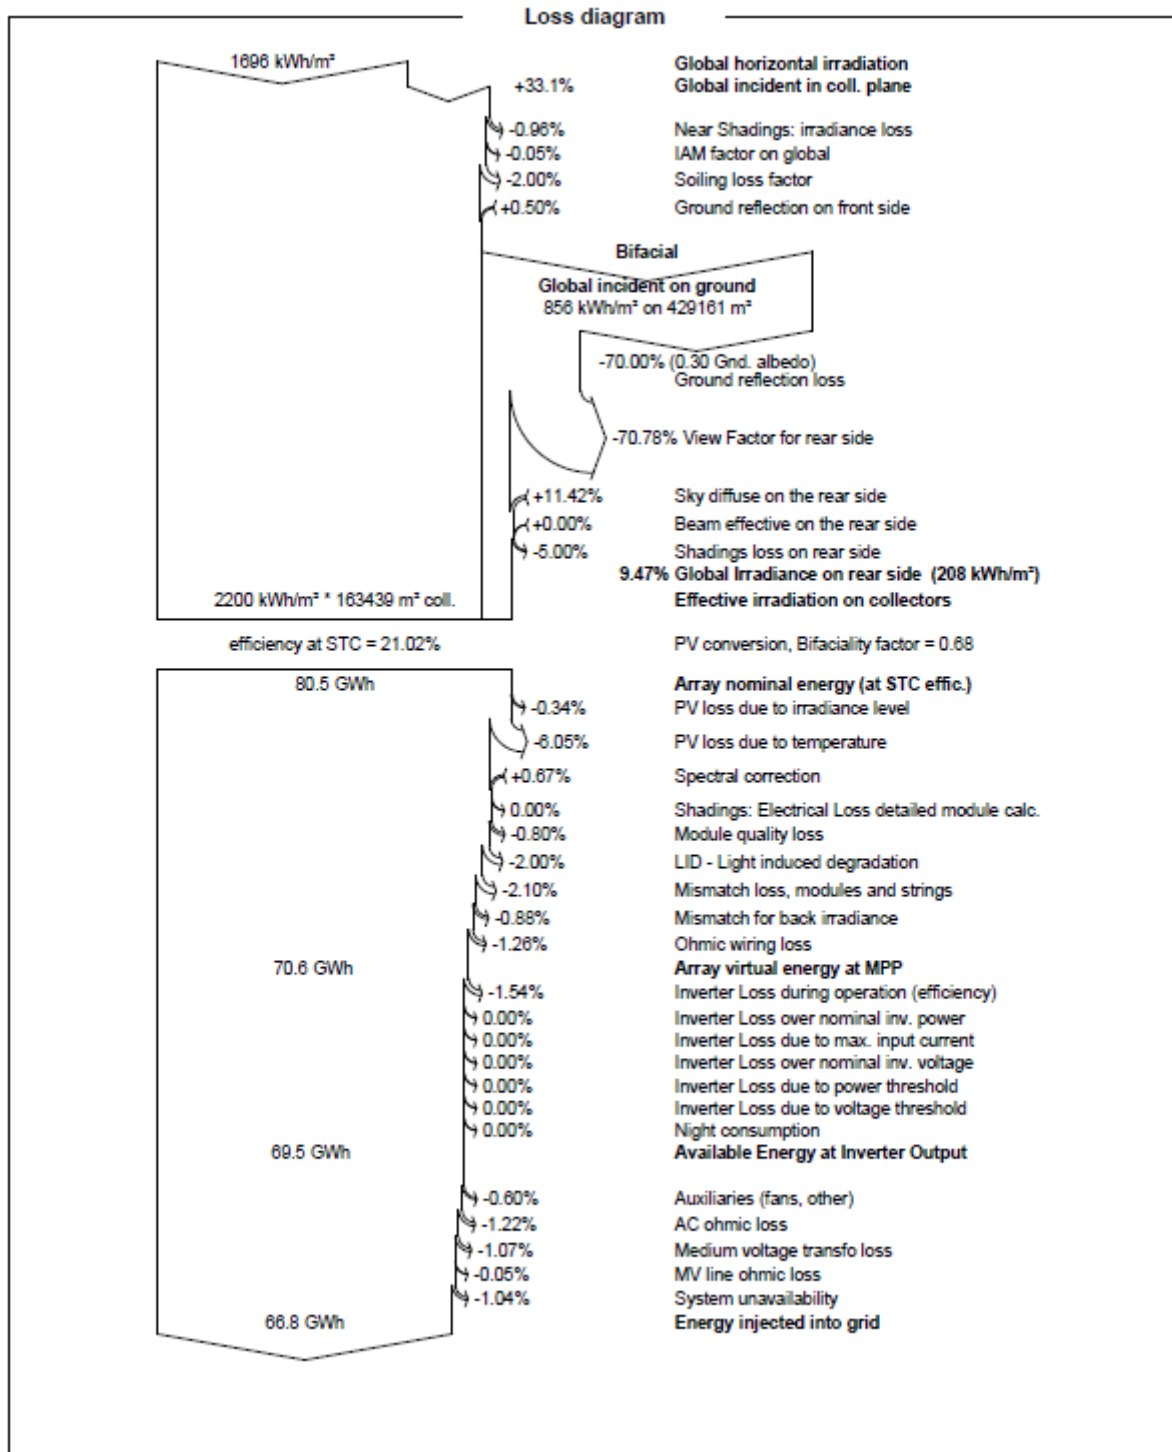 Loss diagram
1696 kWh/m² Global horizontal irradiation
+33.1% Global incident in coll. plane
-0.96% Near Shadings: irradiance loss
-0.05% IAM factor on global
-2.00% Soiling loss factor
+0.50% Ground reflection on front side
Bifacial
Global incident on ground
856 kWh/m² on 429161 m²
-70.00% (0.30 Gnd. albedo)
Ground reflection loss
-70.78% View Factor for rear side
+11.42% Sky diffuse on the rear side
+0.00% Beam effective on the rear side
-5.00% Shadings loss on rear side
9.47% Global Irradiance on rear side (208 kWh/m²)
2200 kWh/m² * 163439 m² coll. Effective irradiation on collectors
efficiency at STC = 21.02% PV conversion, Bifaciality factor = 0.68
80.5 GWh Array nominal energy (at STC effic.)
-0.34% PV loss due to irradiance level
-6.05% PV loss due to temperature
+0.67% Spectral correction
0.00% Shadings: Electrical Loss detailed module calc.
-0.80% Module quality loss
-2.00% LID - Light induced degradation
-2.10% Mismatch loss, modules and strings
-0.88% Mismatch for back irradiance
-1.26% Ohmic wiring loss
70.6 GWh Array virtual energy at MPP
-1.54% Inverter Loss during operation (efficiency)
0.00% Inverter Loss over nominal inv. power
0.00% Inverter Loss due to max. input current
0.00% Inverter Loss over nominal inv. voltage
0.00% Inverter Loss due to power threshold
0.00% Inverter Loss due to voltage threshold
0.00% Night consumption
69.5 GWh Available Energy at Inverter Output
-0.60% Auxiliaries (fans, other)
-1.22% AC ohmic loss
-1.07% Medium voltage transfo loss
-0.05% MV line ohmic loss
-1.04% System unavailability
66.8 GWh Energy injected into grid